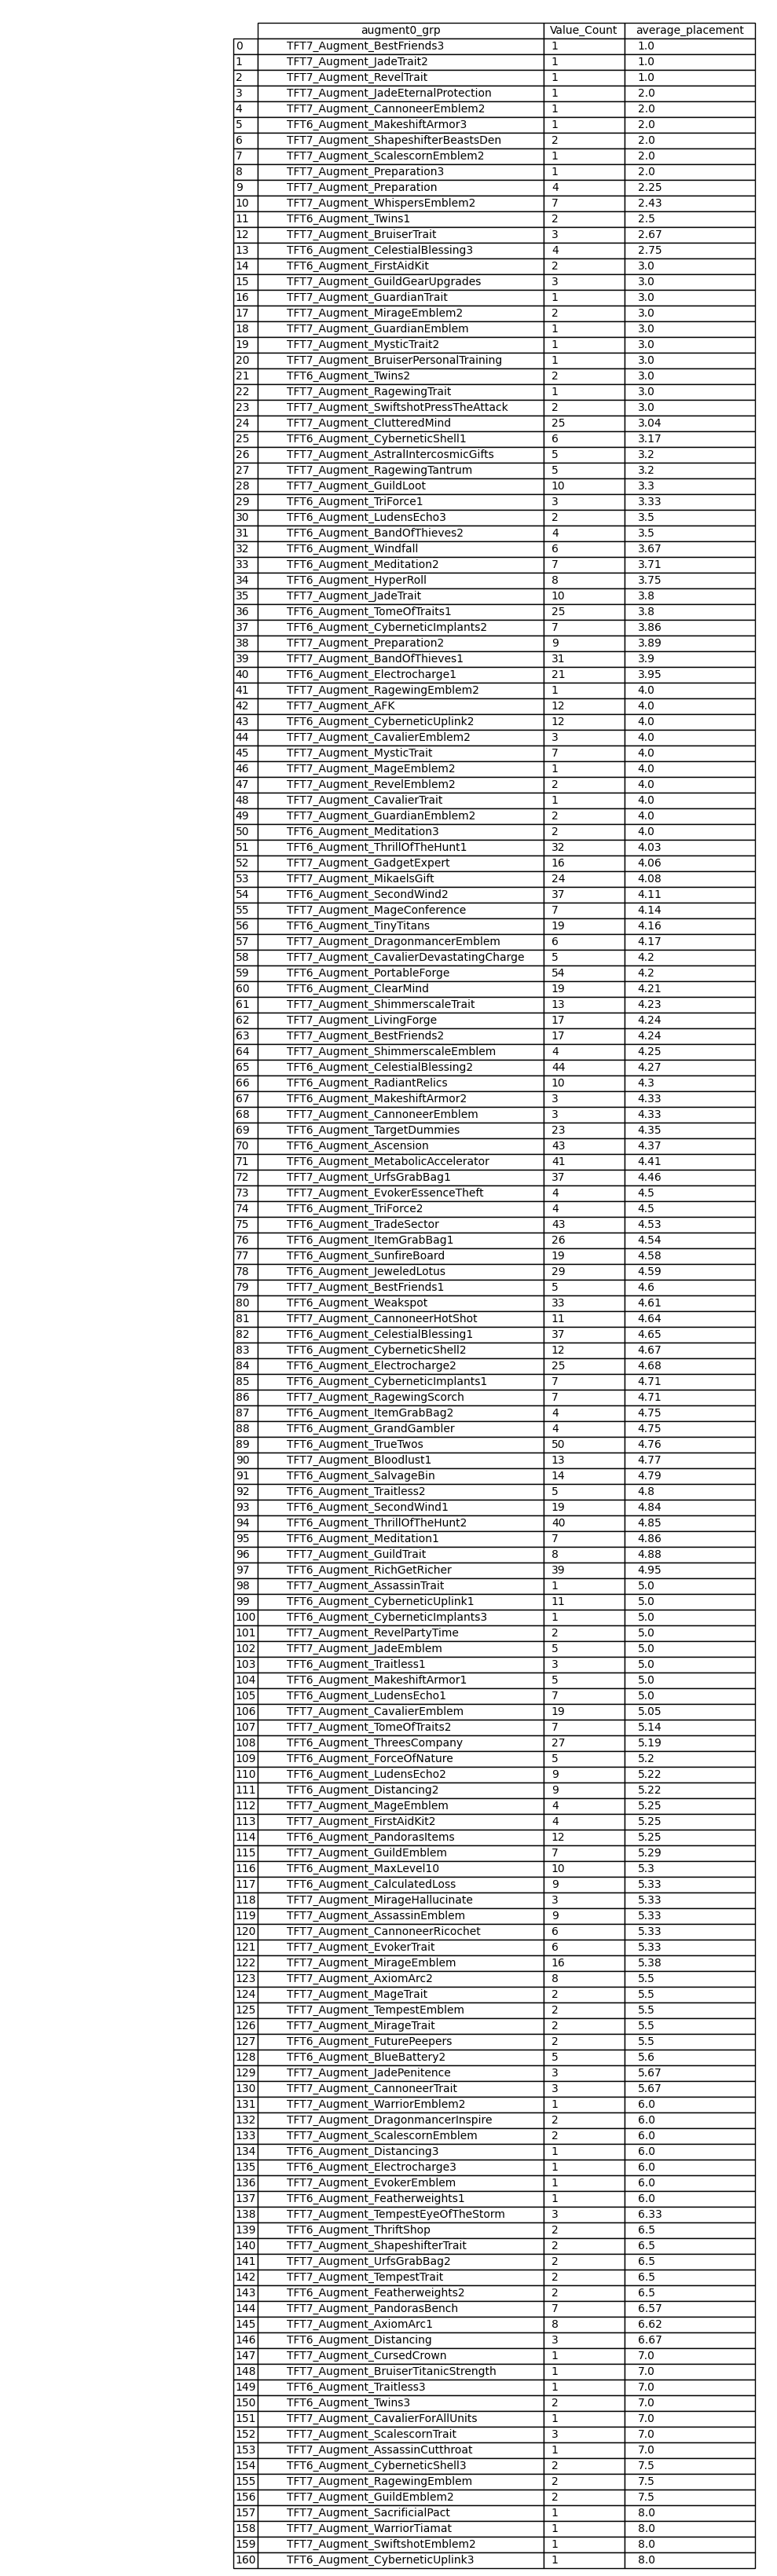 augment0_grp Value_Count average_placement
0 TFT7_Augment_BestFriends3 1 1.0
1 TFT7_Augment_JadeTrait2 1 1.0
2 TFT7_Augment_RevelTrait 1 1.0
3 TFT7_Augment_JadeEternalProtection 1 2.0
4 TFT7_Augment_CannoneerEmblem2 1 2.0
5 TFT6_Augment_MakeshiftArmor3 1 2.0
6 TFT7_Augment_ShapeshifterBeastsDen 2 2.0
7 TFT7_Augment_ScalescornEmblem2 1 2.0
8 TFT7_Augment_Preparation3 1 2.0
9 TFT7_Augment_Preparation 4 2.25
10 TFT7_Augment_WhispersEmblem2 7 2.43
11 TFT6_Augment_Twins1 2 2.5
12 TFT7_Augment_BruiserTrait 3 2.67
13 TFT6_Augment_CelestialBlessing3 4 2.75
14 TFT6_Augment_FirstAidKit 2 3.0
15 TFT7_Augment_GuildGearUpgrades 3 3.0
16 TFT7_Augment_GuardianTrait 1 3.0
17 TFT7_Augment_MirageEmblem2 2 3.0
18 TFT7_Augment_GuardianEmblem 1 3.0
19 TFT7_Augment_MysticTrait2 1 3.0
20 TFT7_Augment_BruiserPersonalTraining 1 3.0
21 TFT6_Augment_Twins2 2 3.0
22 TFT7_Augment_RagewingTrait 1 3.0
23 TFT7_Augment_SwiftshotPressTheAttack 2 3.0
24 TFT7_Augment_ClutteredMind 25 3.04
25 TFT6_Augment_CyberneticShell1 6 3.17
26 TFT7_Augment_AstralIntercosmicGifts 5 3.2
27 TFT7_Augment_RagewingTantrum 5 3.2
28 TFT7_Augment_GuildLoot 10 3.3
29 TFT6_Augment_TriForce1 3 3.33
30 TFT6_Augment_LudensEcho3 2 3.5
31 TFT6_Augment_BandOfThieves2 4 3.5
32 TFT6_Augment_Windfall 6 3.67
33 TFT6_Augment_Meditation2 7 3.71
34 TFT6_Augment_HyperRoll 8 3.75
35 TFT7_Augment_JadeTrait 10 3.8
36 TFT6_Augment_TomeOfTraits1 25 3.8
37 TFT6_Augment_CyberneticImplants2 7 3.86
38 TFT7_Augment_Preparation2 9 3.89
39 TFT7_Augment_BandOfThieves1 31 3.9
40 TFT6_Augment_Electrocharge1 21 3.95
41 TFT7_Augment_RagewingEmblem2 1 4.0
42 TFT7_Augment_AFK 12 4.0
43 TFT6_Augment_CyberneticUplink2 12 4.0
44 TFT7_Augment_CavalierEmblem2 3 4.0
45 TFT7_Augment_MysticTrait 7 4.0
46 TFT7_Augment_MageEmblem2 1 4.0
47 TFT7_Augment_RevelEmblem2 2 4.0
48 TFT7_Augment_CavalierTrait 1 4.0
49 TFT7_Augment_GuardianEmblem2 2 4.0
50 TFT6_Augment_Meditation3 2 4.0
51 TFT6_Augment_ThrillOfTheHunt1 32 4.03
52 TFT7_Augment_GadgetExpert 16 4.06
53 TFT7_Augment_MikaelsGift 24 4.08
54 TFT6_Augment_SecondWind2 37 4.11
55 TFT7_Augment_MageConference 7 4.14
56 TFT6_Augment_TinyTitans 19 4.16
57 TFT7_Augment_DragonmancerEmblem 6 4.17
58 TFT7_Augment_CavalierDevastatingCharge 5 4.2
59 TFT6_Augment_PortableForge 54 4.2
60 TFT6_Augment_ClearMind 19 4.21
61 TFT7_Augment_ShimmerscaleTrait 13 4.23
62 TFT7_Augment_LivingForge 17 4.24
63 TFT7_Augment_BestFriends2 17 4.24
64 TFT7_Augment_ShimmerscaleEmblem 4 4.25
65 TFT6_Augment_CelestialBlessing2 44 4.27
66 TFT6_Augment_RadiantRelics 10 4.3
67 TFT6_Augment_MakeshiftArmor2 3 4.33
68 TFT7_Augment_CannoneerEmblem 3 4.33
69 TFT6_Augment_TargetDummies 23 4.35
70 TFT6_Augment_Ascension 43 4.37
71 TFT6_Augment_MetabolicAccelerator 41 4.41
72 TFT7_Augment_UrfsGrabBag1 37 4.46
73 TFT7_Augment_EvokerEssenceTheft 4 4.5
74 TFT6_Augment_TriForce2 4 4.5
75 TFT6_Augment_TradeSector 43 4.53
76 TFT6_Augment_ItemGrabBag1 26 4.54
77 TFT6_Augment_SunfireBoard 19 4.58
78 TFT6_Augment_JeweledLotus 29 4.59
79 TFT7_Augment_BestFriends1 5 4.6
80 TFT6_Augment_Weakspot 33 4.61
81 TFT7_Augment_CannoneerHotShot 11 4.64
82 TFT6_Augment_CelestialBlessing1 37 4.65
83 TFT6_Augment_CyberneticShell2 12 4.67
84 TFT6_Augment_Electrocharge2 25 4.68
85 TFT6_Augment_CyberneticImplants1 7 4.71
86 TFT7_Augment_RagewingScorch 7 4.71
87 TFT6_Augment_ItemGrabBag2 4 4.75
88 TFT6_Augment_GrandGambler 4 4.75
89 TFT6_Augment_TrueTwos 50 4.76
90 TFT7_Augment_Bloodlust1 13 4.77
91 TFT6_Augment_SalvageBin 14 4.79
92 TFT6_Augment_Traitless2 5 4.8
93 TFT6_Augment_SecondWind1 19 4.84
94 TFT6_Augment_ThrillOfTheHunt2 40 4.85
95 TFT6_Augment_Meditation1 7 4.86
96 TFT7_Augment_GuildTrait 8 4.88
97 TFT6_Augment_RichGetRicher 39 4.95
98 TFT7_Augment_AssassinTrait 1 5.0
99 TFT6_Augment_CyberneticUplink1 11 5.0
100 TFT6_Augment_CyberneticImplants3 1 5.0
101 TFT7_Augment_RevelPartyTime 2 5.0
102 TFT7_Augment_JadeEmblem 5 5.0
103 TFT6_Augment_Traitless1 3 5.0
104 TFT6_Augment_MakeshiftArmor1 5 5.0
105 TFT6_Augment_LudensEcho1 7 5.0
106 TFT7_Augment_CavalierEmblem 19 5.05
107 TFT7_Augment_TomeOfTraits2 7 5.14
108 TFT6_Augment_ThreesCompany 27 5.19
109 TFT6_Augment_ForceOfNature 5 5.2
110 TFT6_Augment_LudensEcho2 9 5.22
111 TFT6_Augment_Distancing2 9 5.22
112 TFT7_Augment_MageEmblem 4 5.25
113 TFT7_Augment_FirstAidKit2 4 5.25
114 TFT6_Augment_PandorasItems 12 5.25
115 TFT7_Augment_GuildEmblem 7 5.29
116 TFT6_Augment_MaxLevel10 10 5.3
117 TFT6_Augment_CalculatedLoss 9 5.33
118 TFT7_Augment_MirageHallucinate 3 5.33
119 TFT7_Augment_AssassinEmblem 9 5.33
120 TFT7_Augment_CannoneerRicochet 6 5.33
121 TFT7_Augment_EvokerTrait 6 5.33
122 TFT7_Augment_MirageEmblem 16 5.38
123 TFT7_Augment_AxiomArc2 8 5.5
124 TFT7_Augment_MageTrait 2 5.5
125 TFT7_Augment_TempestEmblem 2 5.5
126 TFT7_Augment_MirageTrait 2 5.5
127 TFT6_Augment_FuturePeepers 2 5.5
128 TFT6_Augment_BlueBattery2 5 5.6
129 TFT7_Augment_JadePenitence 3 5.67
130 TFT7_Augment_CannoneerTrait 3 5.67
131 TFT7_Augment_WarriorEmblem2 1 6.0
132 TFT7_Augment_DragonmancerInspire 2 6.0
133 TFT7_Augment_ScalescornEmblem 2 6.0
134 TFT6_Augment_Distancing3 1 6.0
135 TFT6_Augment_Electrocharge3 1 6.0
136 TFT7_Augment_EvokerEmblem 1 6.0
137 TFT6_Augment_Featherweights1 1 6.0
138 TFT7_Augment_TempestEyeOfTheStorm 3 6.33
139 TFT6_Augment_ThriftShop 2 6.5
140 TFT7_Augment_ShapeshifterTrait 2 6.5
141 TFT7_Augment_UrfsGrabBag2 2 6.5
142 TFT7_Augment_TempestTrait 2 6.5
143 TFT6_Augment_Featherweights2 2 6.5
144 TFT7_Augment_PandorasBench 7 6.57
145 TFT7_Augment_AxiomArc1 8 6.62
146 TFT6_Augment_Distancing 3 6.67
147 TFT7_Augment_CursedCrown 1 7.0
148 TFT7_Augment_BruiserTitanicStrength 1 7.0
149 TFT6_Augment_Traitless3 1 7.0
150 TFT6_Augment_Twins3 2 7.0
151 TFT7_Augment_CavalierForAllUnits 1 7.0
152 TFT7_Augment_ScalescornTrait 3 7.0
153 TFT7_Augment_AssassinCutthroat 1 7.0
154 TFT6_Augment_CyberneticShell3 2 7.5
155 TFT7_Augment_RagewingEmblem 2 7.5
156 TFT7_Augment_GuildEmblem2 2 7.5
157 TFT7_Augment_SacrificialPact 1 8.0
158 TFT7_Augment_WarriorTiamat 1 8.0
159 TFT7_Augment_SwiftshotEmblem2 1 8.0
160 TFT6_Augment_CyberneticUplink3 1 8.0